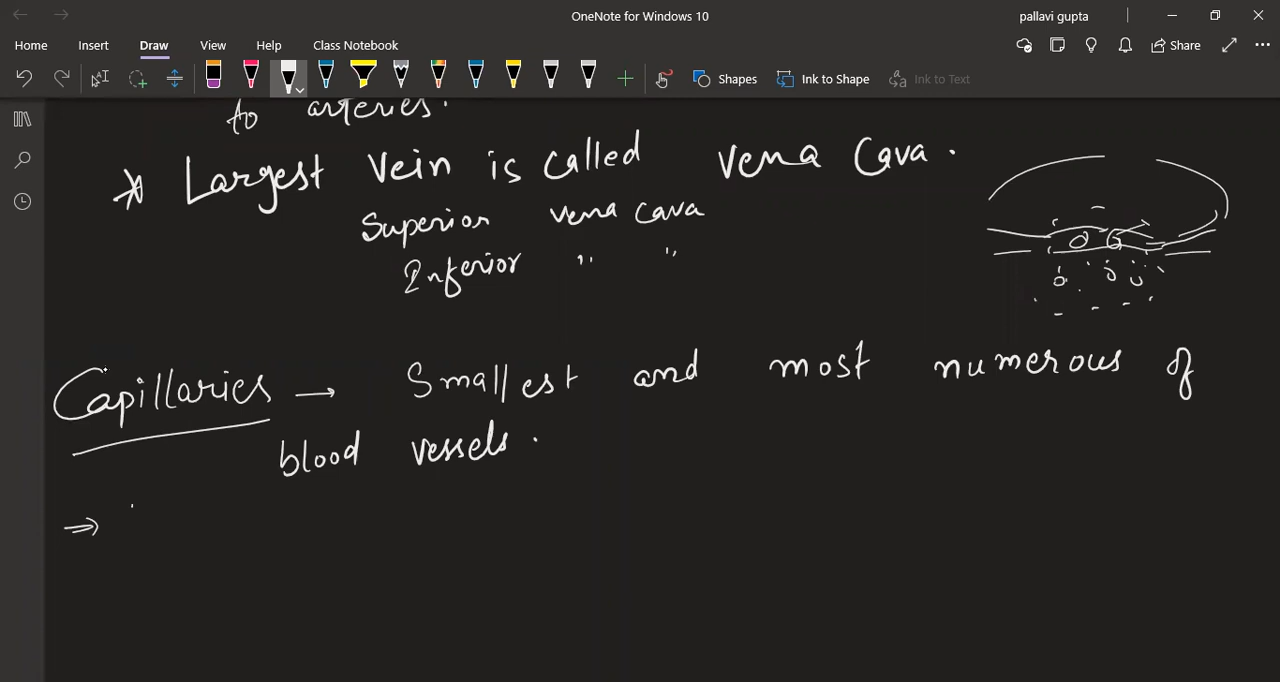 OneNote for Windows 10
pallavi gupta
Home Insert Draw View Help Class Notebook
Share
Shapes Ink to Shape Ink to Text
to arteries.
* Largest vein is called vena Cava.
Superior vena cava
Inferior " "
Capillaries → Smallest and most numerous of
blood vessels.
⇒